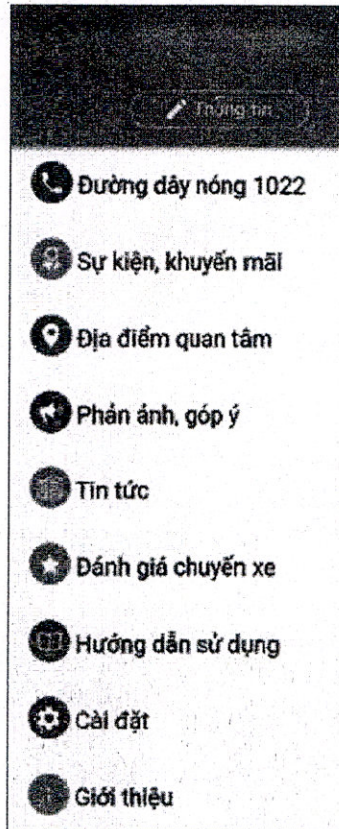 Thông tin
Đường dây nóng 1022
Sự kiện, khuyến mãi
Địa điểm quan tâm
Phản ánh, góp ý
Tin tức
Đánh giá chuyến xe
Hướng dẫn sử dụng
Cài đặt
Giới thiệu